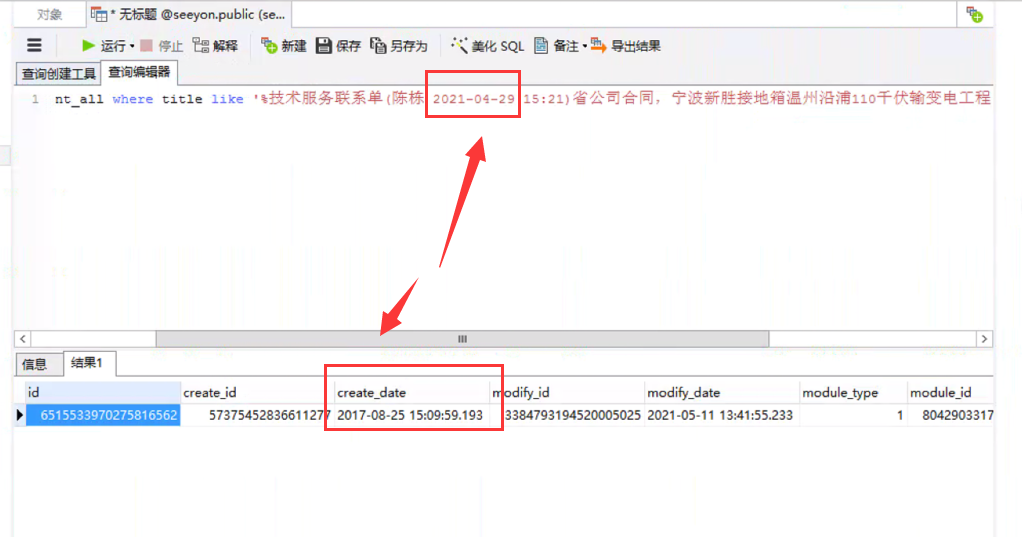 对象
* 无标题 @seeyon.public (se...
运行 停止 解释 新建 保存 另存为 美化 SQL 备注 导出结果
查询创建工具 查询编辑器
1 nt_all where title like '%技术服务联系单(陈栋 2021-04-29 15:21)省公司合同，宁波新胜接地箱温州沿浦110千伏输变电工程
信息 结果1
id create_id create_date modify_id modify_date module_type module_id
6515533970275816562 57375452836611277 2017-08-25 15:09:59.193 3384793194520005025 2021-05-11 13:41:55.233 1 8042903317